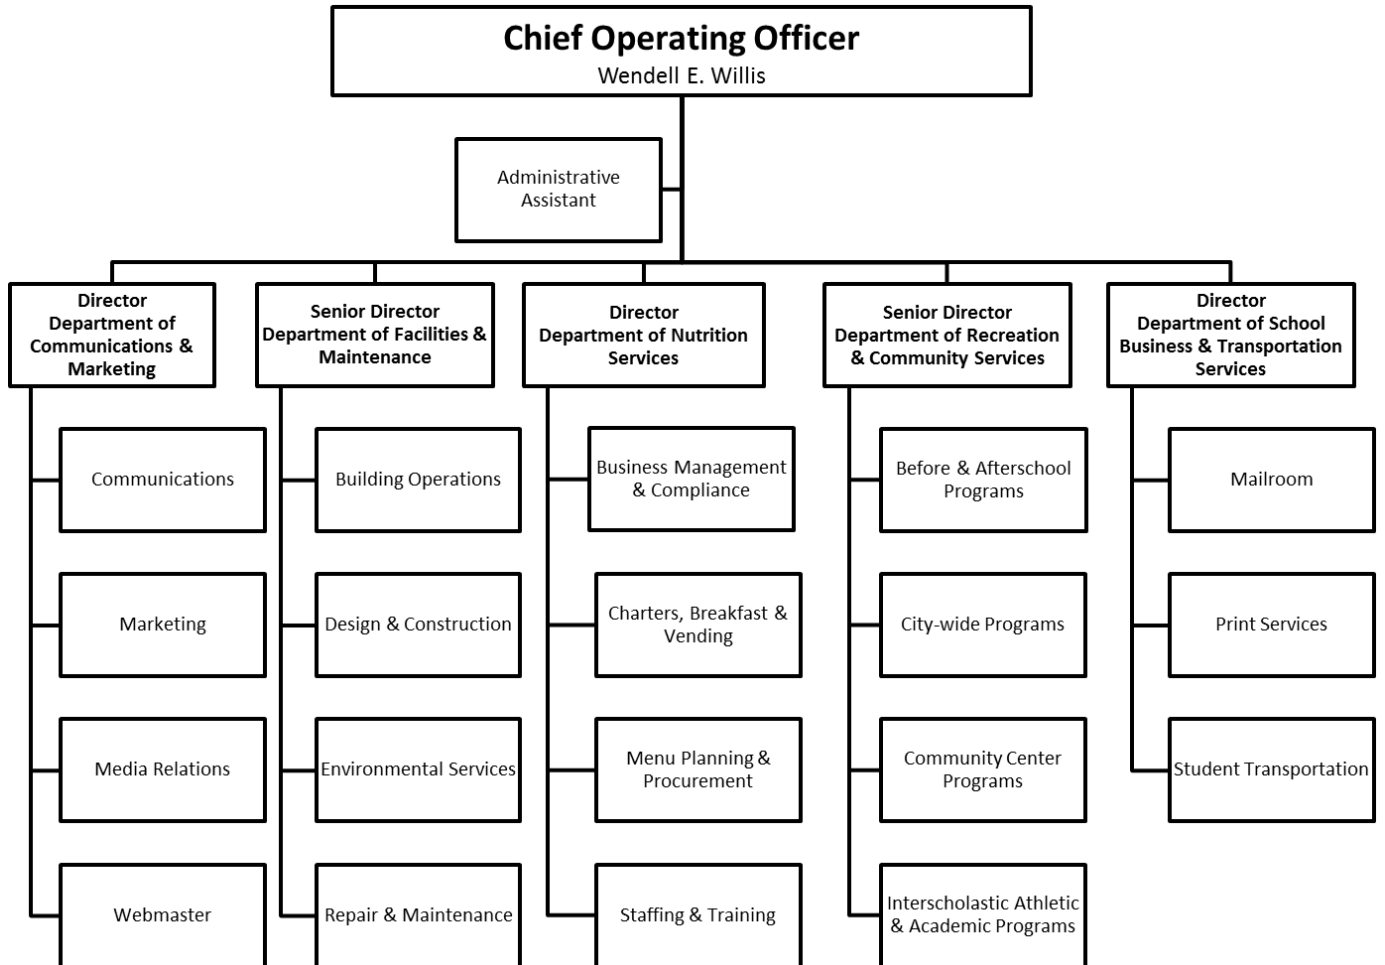 Chief Operating Officer
Wendell E. Willis
Administrative
Assistant
Director
Department of
Communications &
Marketing
Senior Director
Department of Facilities &
Maintenance
Director
Department of Nutrition
Services
Senior Director
Department of Recreation
& Community Services
Director
Department of School
Business & Transportation
Services
Communications
Marketing
Media Relations
Webmaster
Building Operations
Design & Construction
Environmental Services
Repair & Maintenance
Business Management
& Compliance
Charters, Breakfast &
Vending
Menu Planning &
Procurement
Staffing & Training
Before & Afterschool
Programs
City-wide Programs
Community Center
Programs
Interscholastic Athletic
& Academic Programs
Mailroom
Print Services
Student Transportation